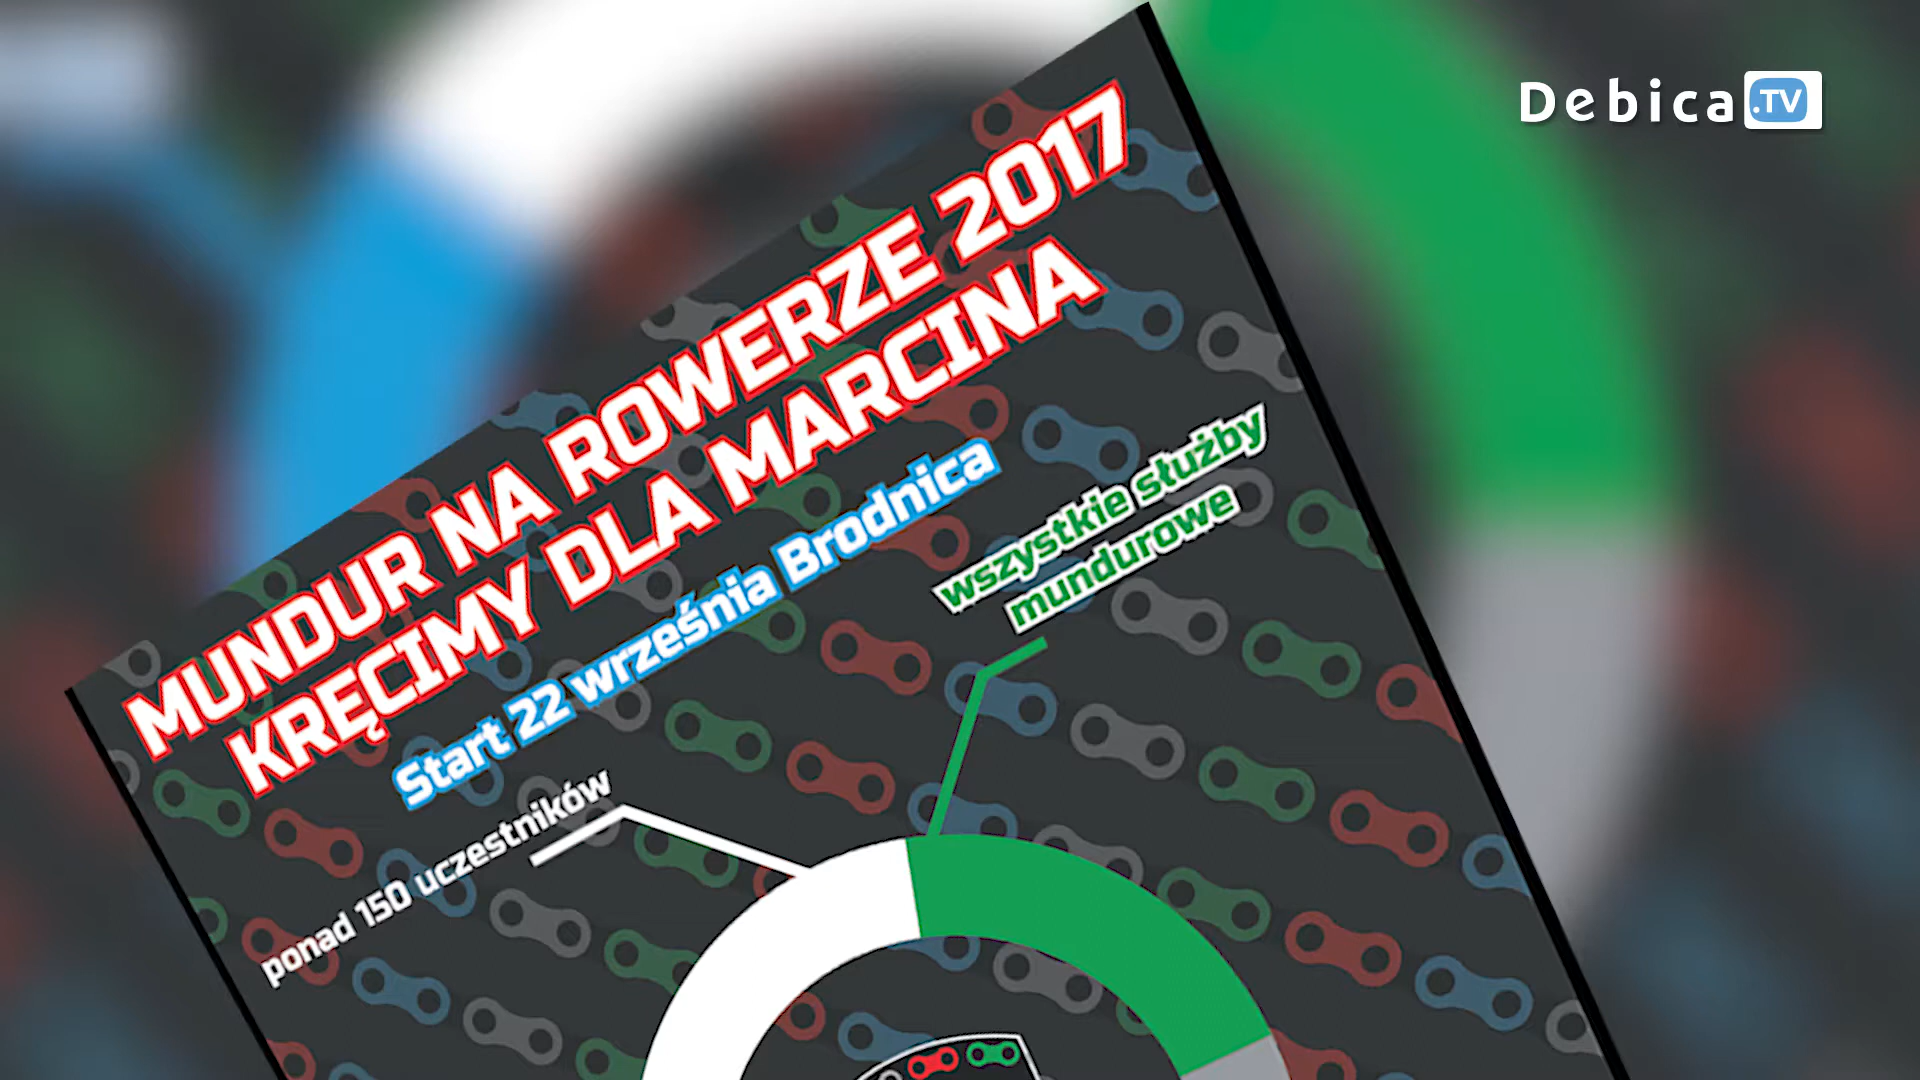 Debica.TV
MUNDUR NA ROWERZE 2017
KRĘCIMY DLA MARCINA
Start 22 września Brodnica
wszystkie służby
mundurowe
ponad 150 uczestników